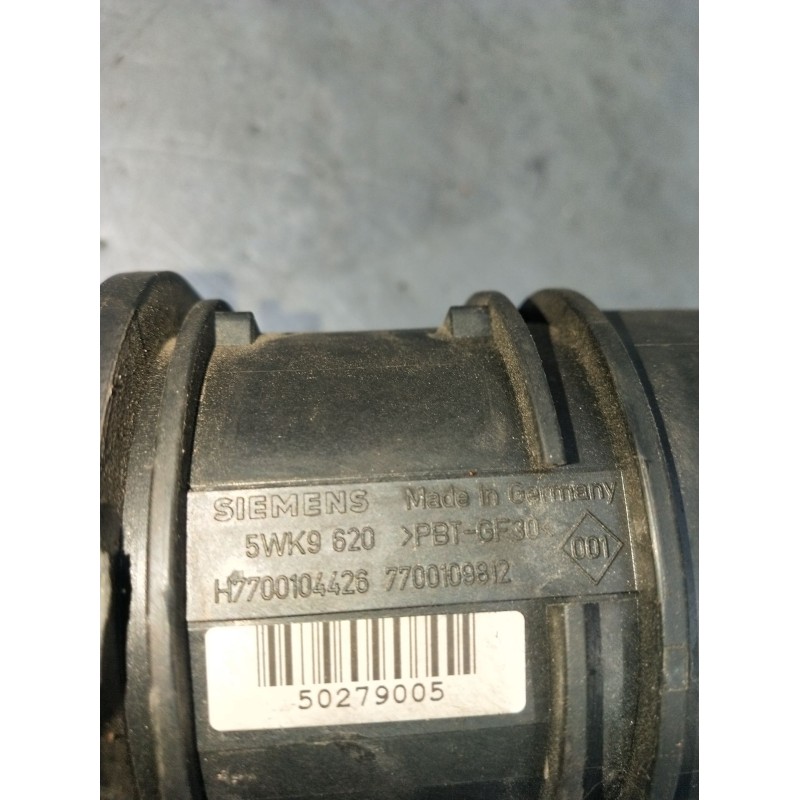 SIEMENS Made in Germany
5WK9 620 >PBT-GF30<
001
H7700104426 7700109812
50279005